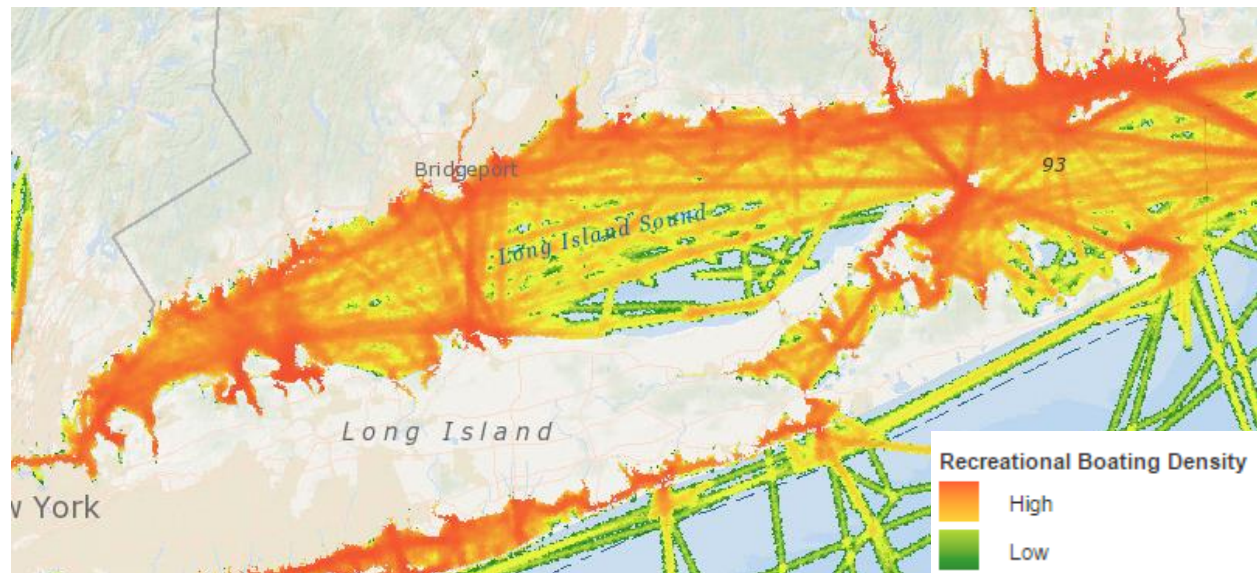 Bridgeport
93
Long Island Sound
Long Island
w York
Recreational Boating Density
High
Low